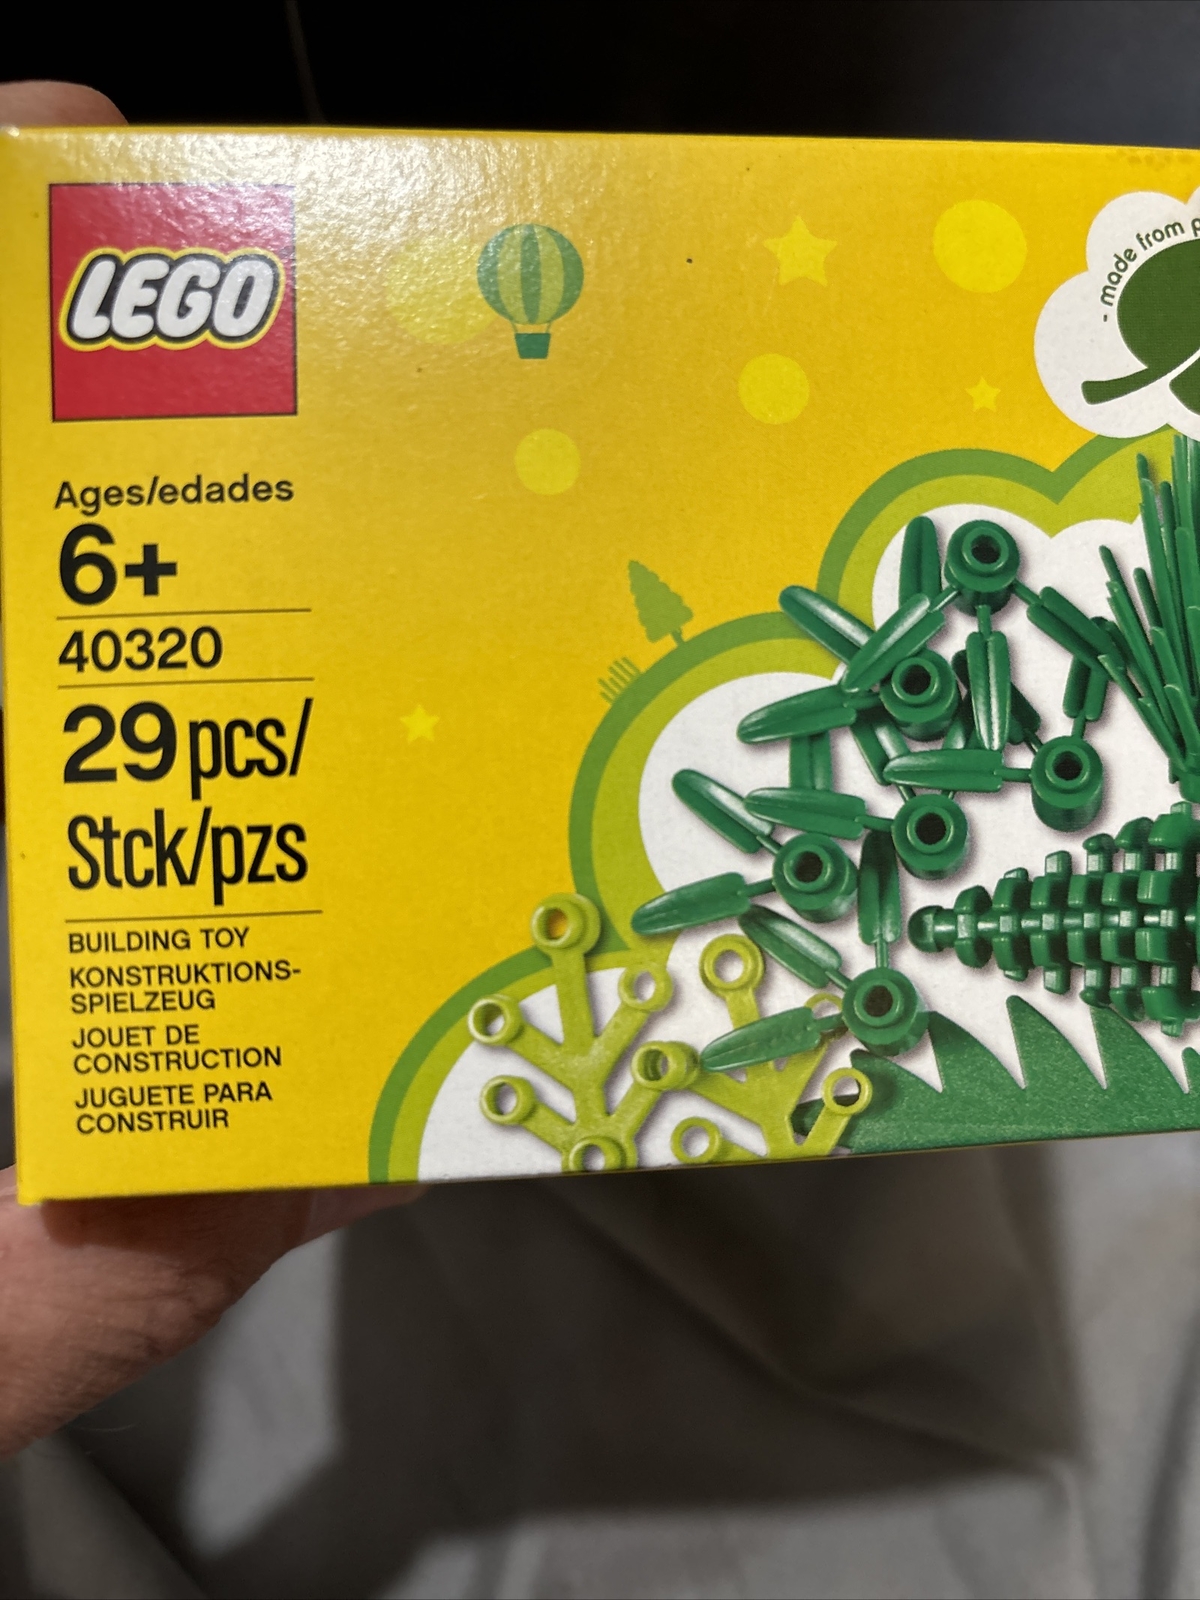 LEGO
- made from
Ages/edades
6+
40320
29 pcs/
Stck/pzs
BUILDING TOY
KONSTRUKTIONS-
SPIELZEUG
JOUET DE
CONSTRUCTION
JUGUETE PARA
CONSTRUIR